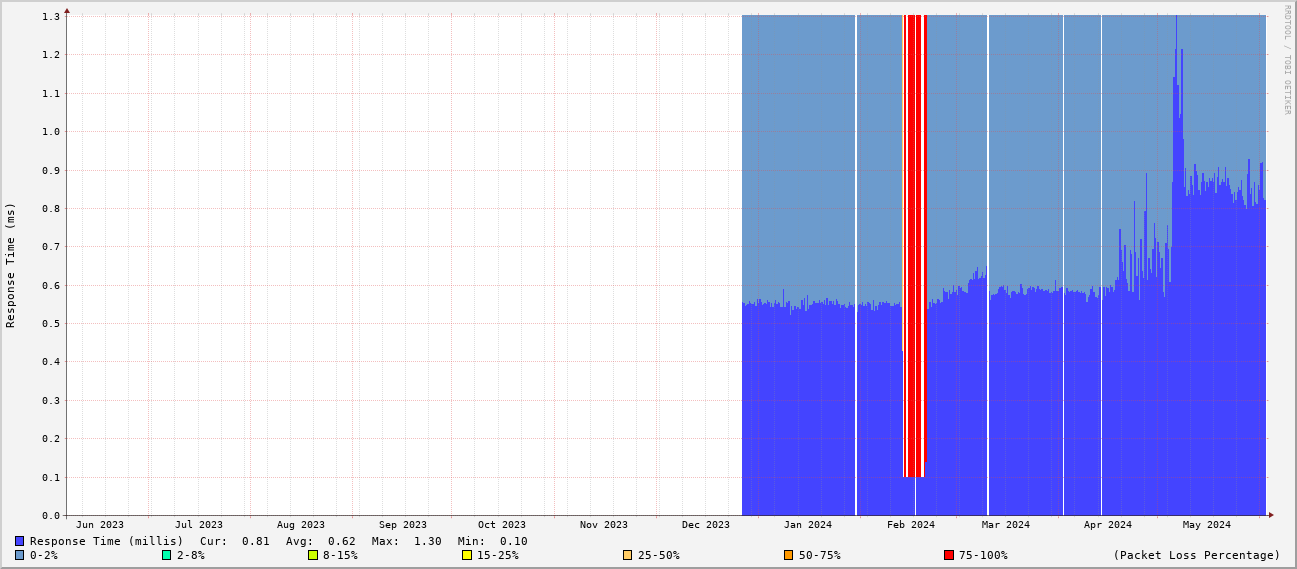 RRDTOOL / TOBI OETIKER
Response Time (ms)
1.3
1.2
1.1
1.0
0.9
0.8
0.7
0.6
0.5
0.4
0.3
0.2
0.1
0.0
Jun 2023 Jul 2023 Aug 2023 Sep 2023 Oct 2023 Nov 2023 Dec 2023 Jan 2024 Feb 2024 Mar 2024 Apr 2024 May 2024
Response Time (millis) Cur: 0.81 Avg: 0.62 Max: 1.30 Min: 0.10
0-2% 2-8% 8-15% 15-25% 25-50% 50-75% 75-100% (Packet Loss Percentage)